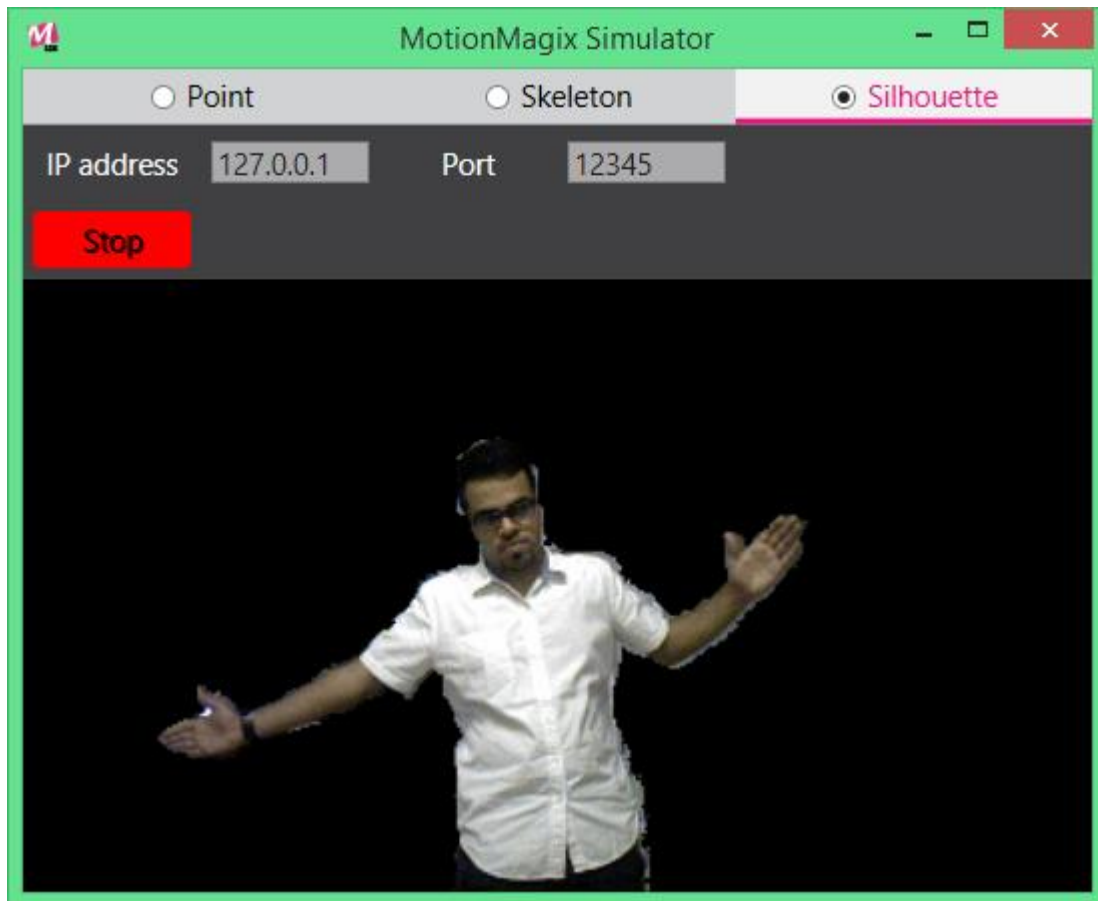 MotionMagix Simulator
Point Skeleton Silhouette
IP address 127.0.0.1 Port 12345
Stop